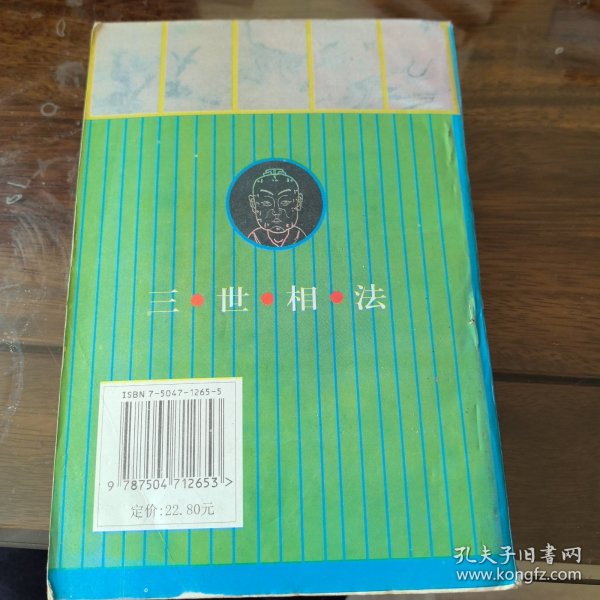 三·世·相·法
ISBN 7-5047-1265-5
9 787504 712653 >
定价:22.80元
孔夫子旧书网
www.kongfz.com